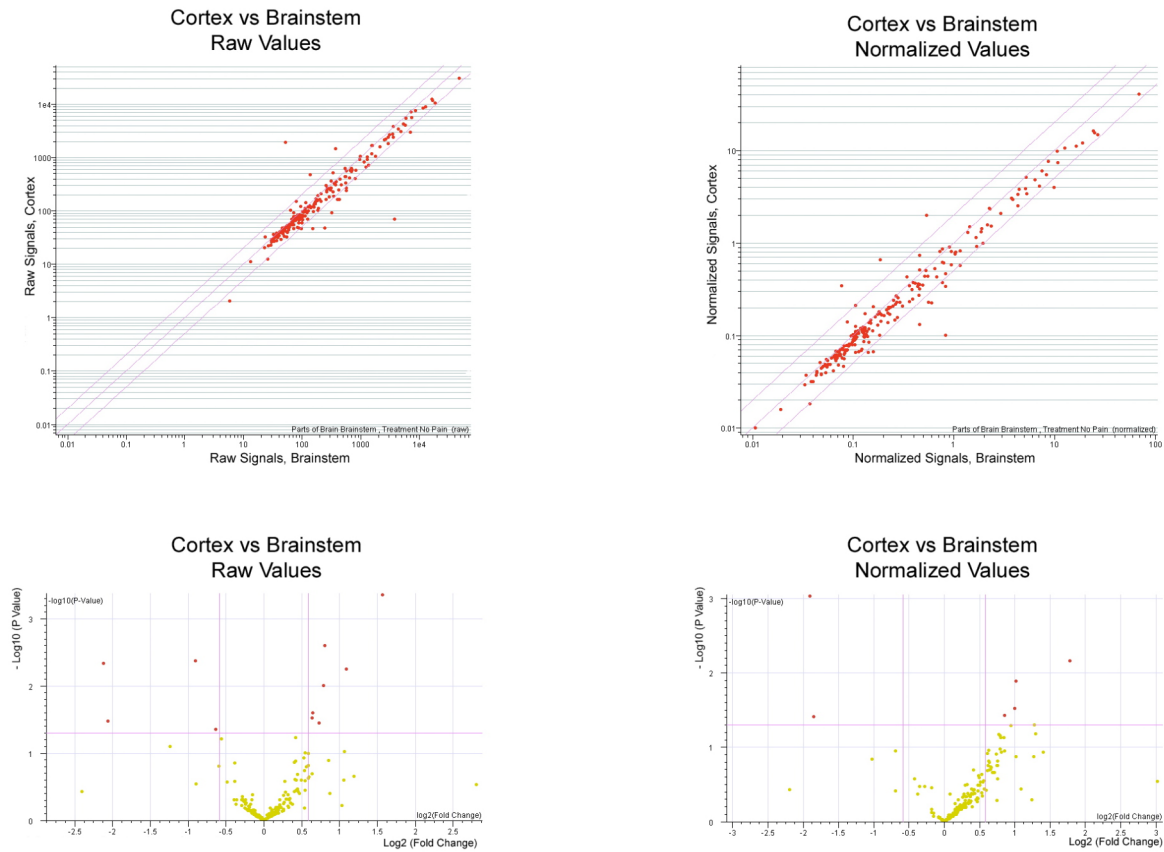 Cortex vs Brainstem
Raw Values
Raw Signals, Cortex
1e4
1000
100
10
1
0.1
0.01
0.01
0.1
10
100
1000
1e4
Parts of Brain Brainstem , Treatment No Pain (raw)
Raw Signals, Brainstem
Cortex vs Brainstem
Normalized Values
Normalized Signals, Cortex
10
1
0.1
0.01
0.01
0.1
1
10
100
Parts of Brain Brainstem , Treatment No Pain (normalized)
Normalized Signals, Brainstem
Cortex vs Brainstem
Raw Values
- Log10 (P Value)
-log10(P-Value)
3
2
1
0
-2.5
-2
-1.5
-1
-0.5
0
0.5
1
1.5
2
2.5
log2(Fold Change)
Log2 (Fold Change)
Cortex vs Brainstem
Normalized Values
- Log10 (P Value)
-log10(P-Value)
3
2
1
0
-3
-2.5
-2
-1.5
-1
-0.5
0
0.5
1
1.5
2
2.5
3
log2(Fold Change)
Log2 (Fold Change)